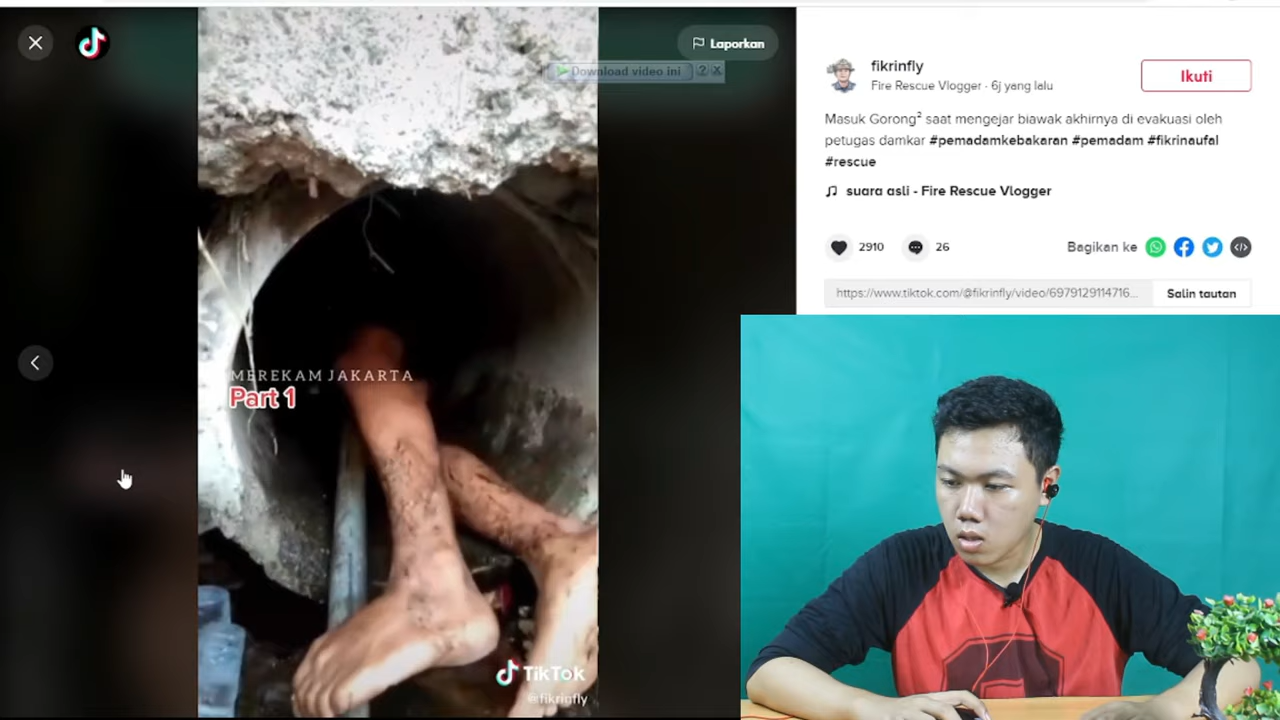 Laporkan
Download video ini
fikrinfly
Fire Rescue Vlogger · 6j yang lalu
Ikuti
Masuk Gorong² saat mengejar biawak akhirnya di evakuasi oleh
petugas damkar #pemadamkebakaran #pemadam #fikrinaufal
#rescue
♫ suara asli - Fire Rescue Vlogger
2910
26
Bagikan ke
https://www.tiktok.com/@fikrinfly/video/6979129114716...
Salin tautan
MEREKAM JAKARTA
Part 1
TikTok
@fikrinfly